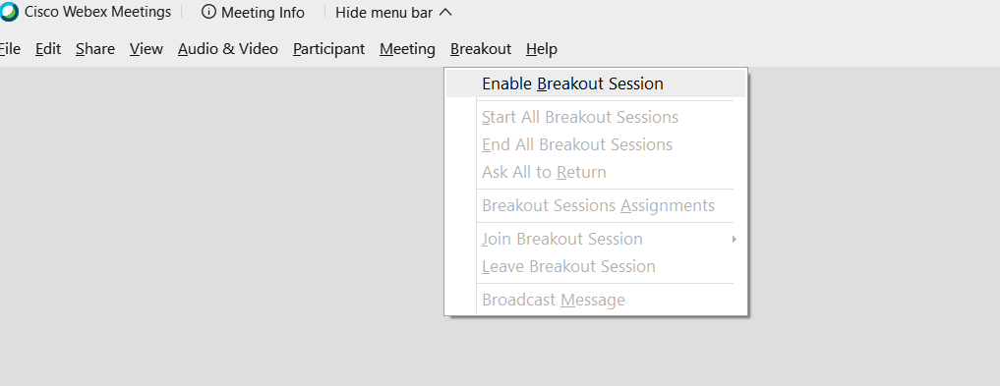 Cisco Webex Meetings Meeting Info Hide menu bar
File Edit Share View Audio & Video Participant Meeting Breakout Help
Enable Breakout Session
Start All Breakout Sessions
End All Breakout Sessions
Ask All to Return
Breakout Sessions Assignments
Join Breakout Session
Leave Breakout Session
Broadcast Message